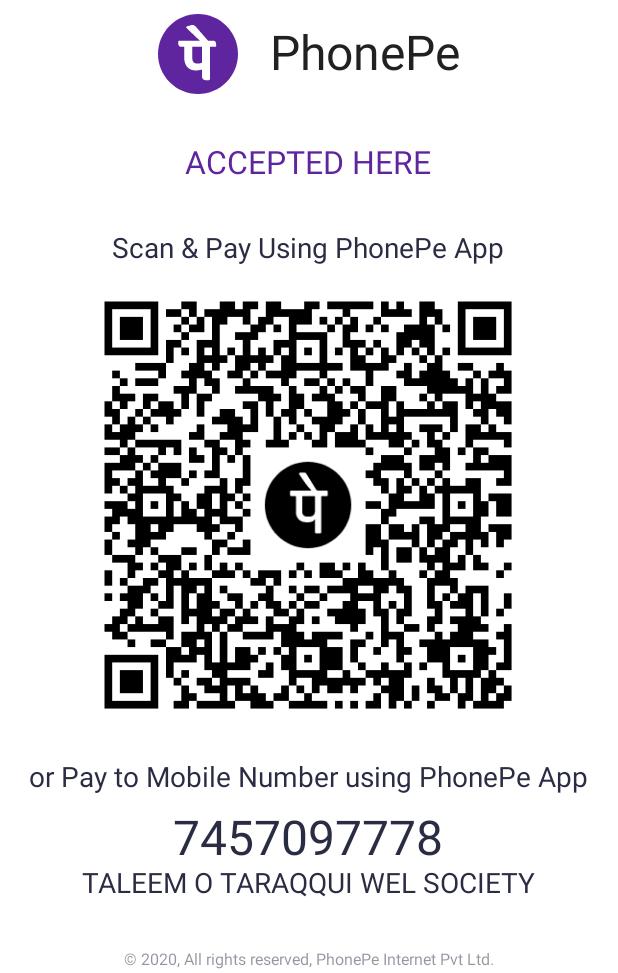 पे PhonePe
ACCEPTED HERE
Scan & Pay Using PhonePe App
पे
or Pay to Mobile Number using PhonePe App
7457097778
TALEEM O TARAQQUI WEL SOCIETY
© 2020, All rights reserved, PhonePe Internet Pvt Ltd.